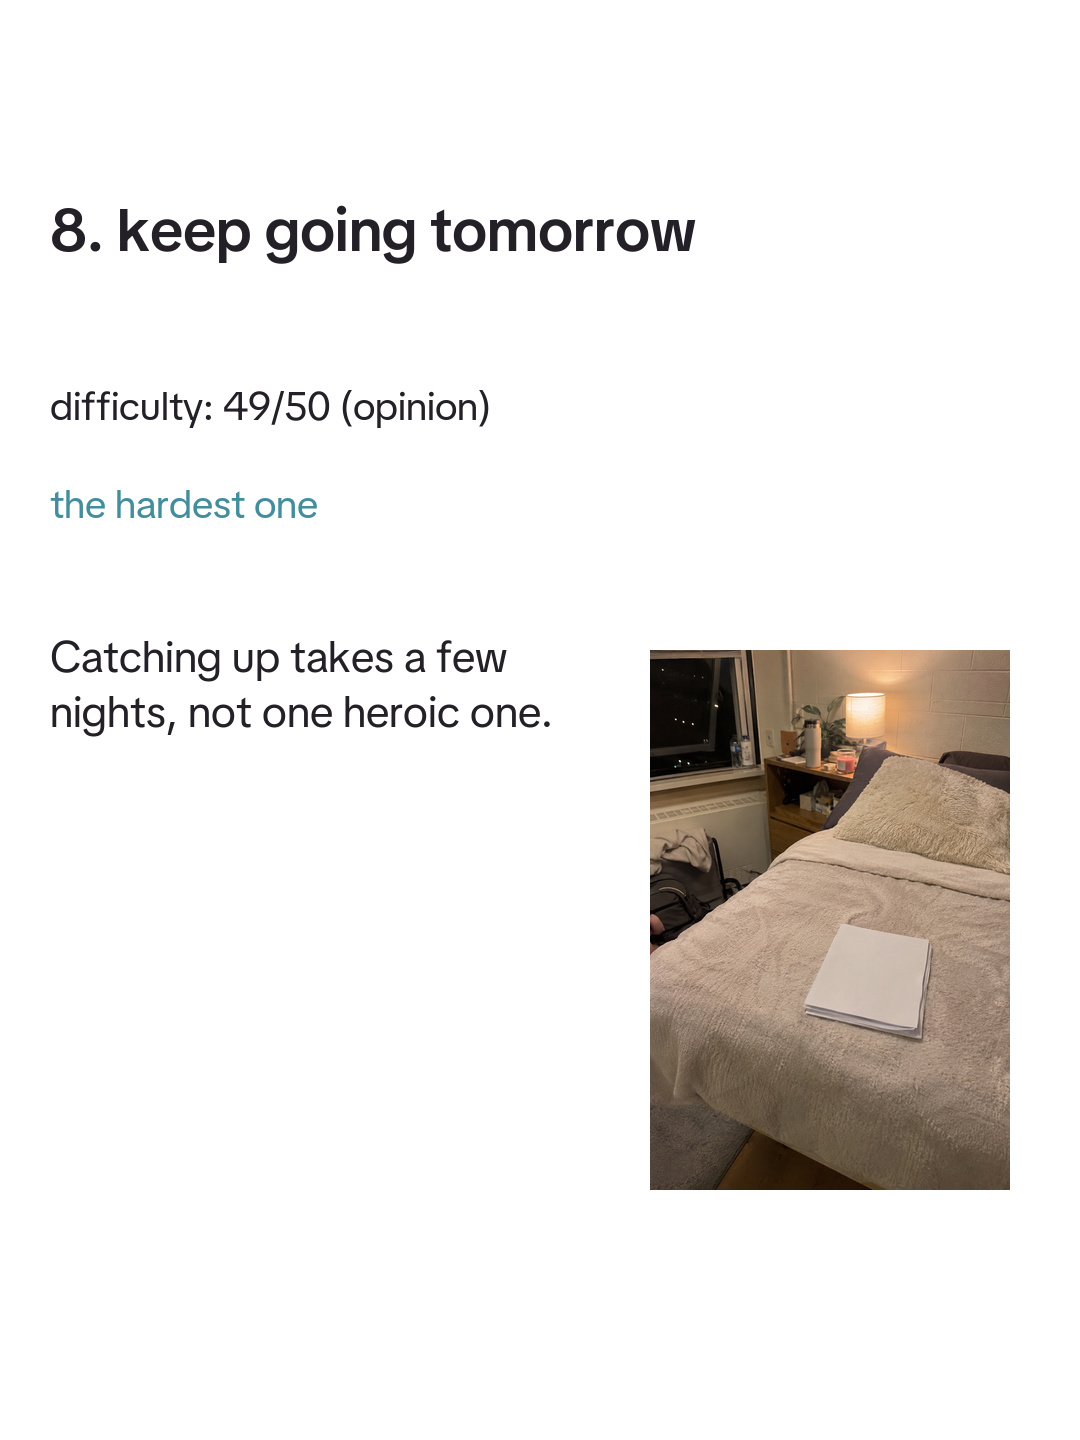 8. keep going tomorrow
difficulty: 49/50 (opinion)
the hardest one
Catching up takes a few
nights, not one heroic one.